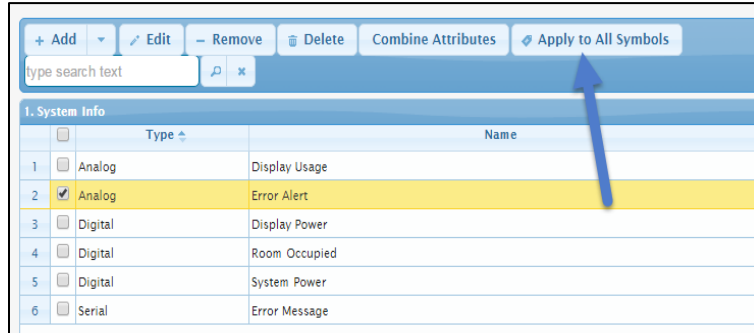 + Add Edit − Remove Delete Combine Attributes Apply to All Symbols
type search text
1. System Info
Type Name
1 Analog Display Usage
2 Analog Error Alert
3 Digital Display Power
4 Digital Room Occupied
5 Digital System Power
6 Serial Error Message